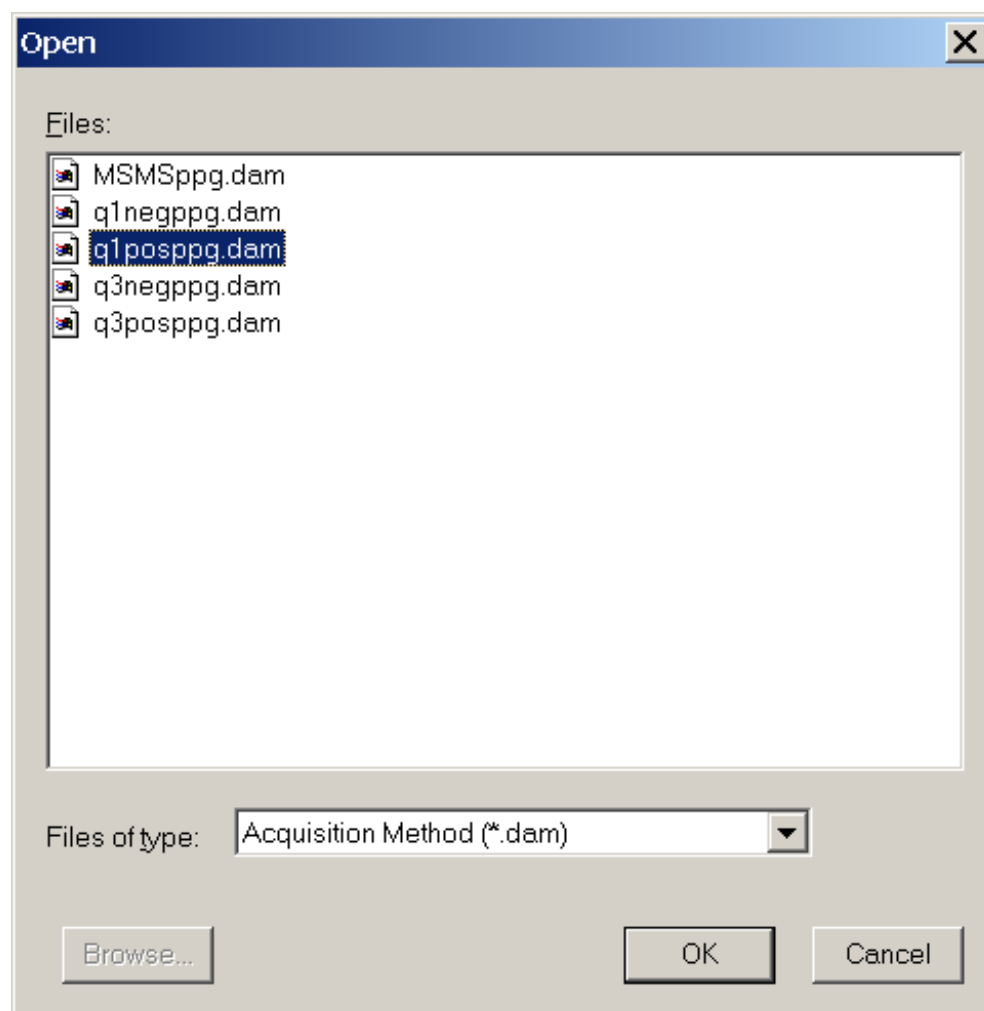 Open
Files:
MSMSppg.dam
q1negppg.dam
q1posppg.dam
q3negppg.dam
q3posppg.dam
Files of type: Acquisition Method (*.dam)
Browse... OK Cancel